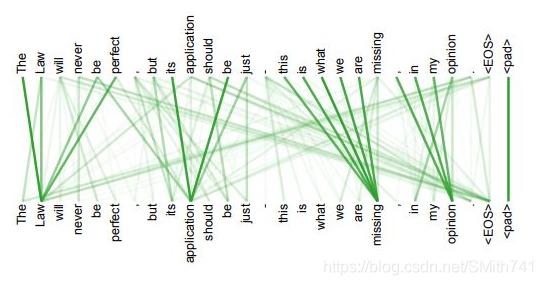 The Law will never be perfect , but its application should be just - this is what we are missing , in my opinion . <EOS> <pad>
The Law will never be perfect , but its application should be just - this is what we are missing , in my opinion . <EOS> <pad>
https://blog.csdn.net/SMith741